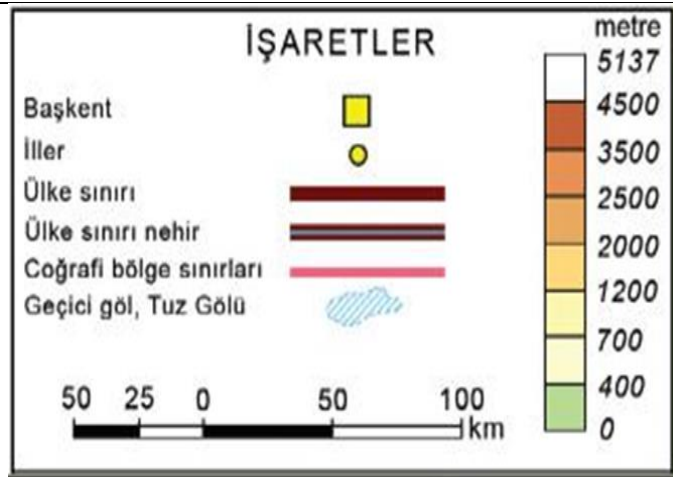 İŞARETLER
Başkent
İller
Ülke sınırı
Ülke sınırı nehir
Coğrafi bölge sınırları
Geçici göl, Tuz Gölü
50 25 0 50 100
km
metre
5137
4500
3500
2500
2000
1200
700
400
0